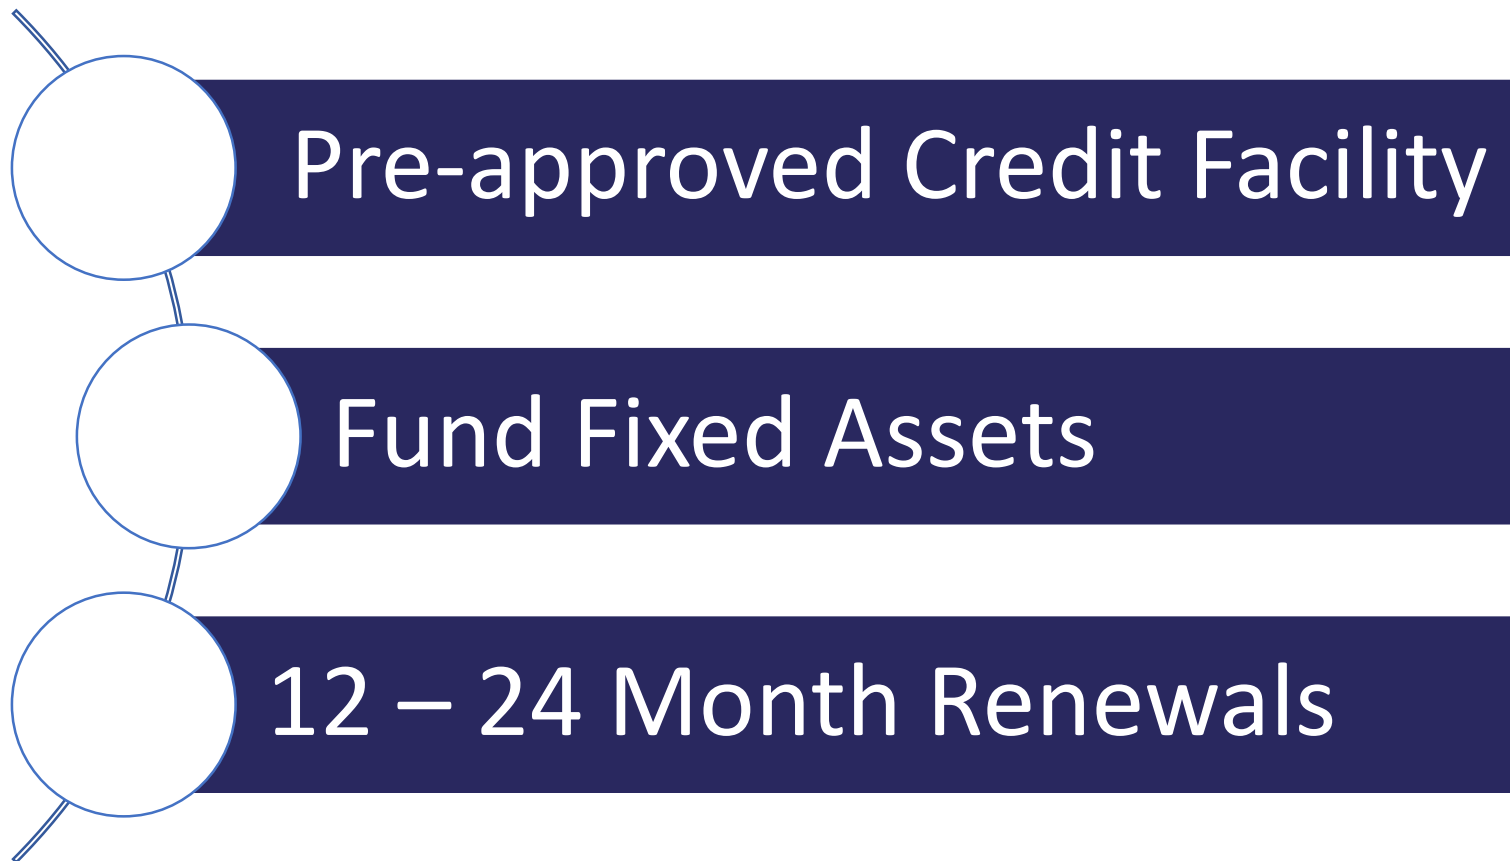 Pre-approved Credit Facility
Fund Fixed Assets
12 – 24 Month Renewals